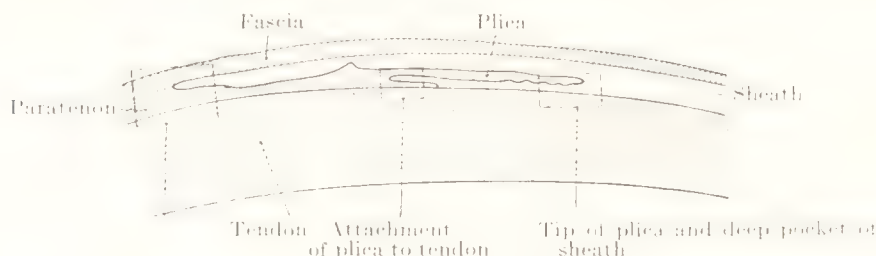 Fascia
Plica
Paratenon
Sheath
Tendon
Attachment
of plica to tendon
Tip of plica and deep pocket of
sheath